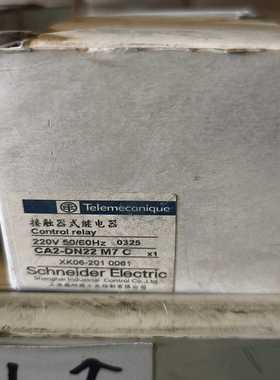 Telemecanique
接触器式继电器
Control relay
220V 50/60Hz 0325
CA2-DN22 M7 C x1
XK06-201 0061
Schneider Electric
Shanghai Industrial Control Co.,Ltd.